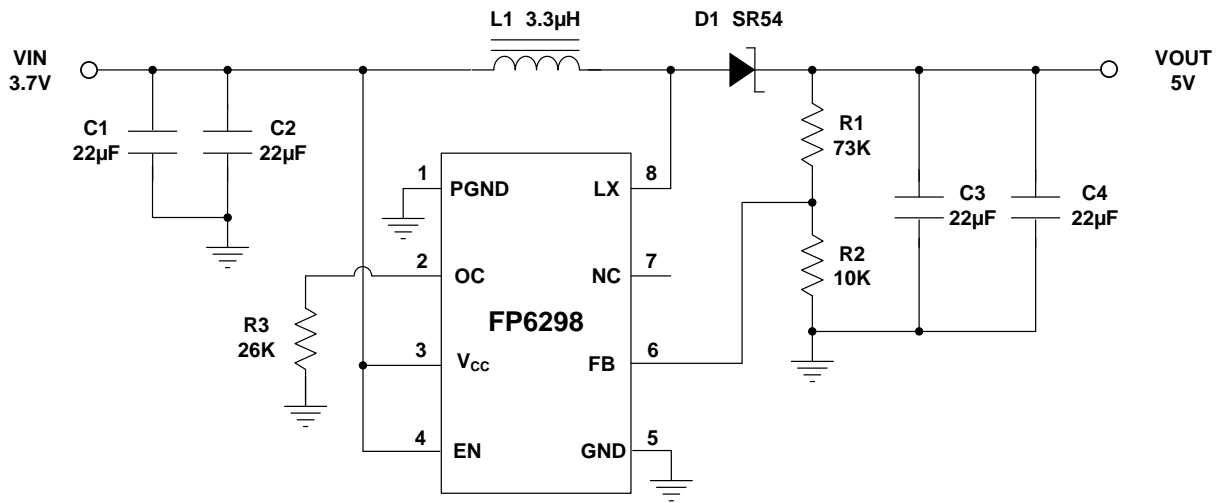 L1 3.3µH
D1 SR54
VIN
3.7V
VOUT
5V
C1
22µF
C2
22µF
R1
73K
C3
22µF
C4
22µF
R2
10K
1
PGND
LX
8
2
OC
NC
7
FP6298
R3
26K
3
VCC
FB
6
4
EN
GND
5